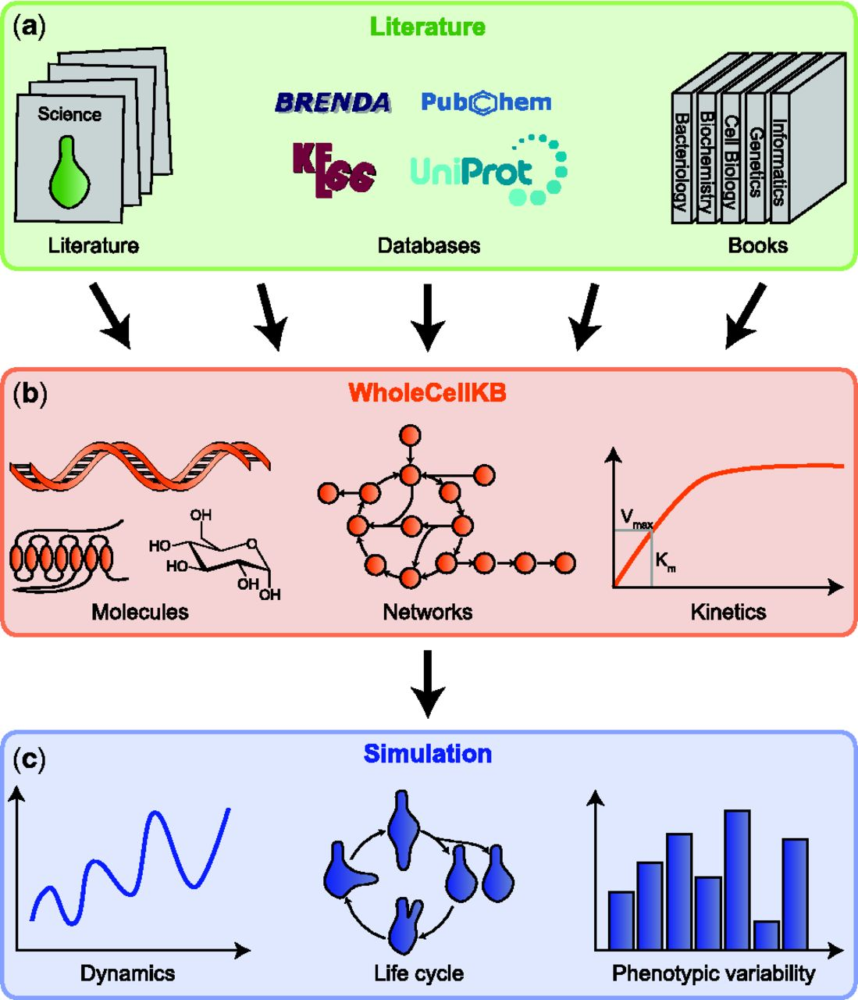 (a)
Literature
Science
BRENDA
PubChem
KEGG
UniProt
Bacteriology
Biochemistry
Cell Biology
Genetics
Informatics
Literature
Databases
Books
(b)
WholeCellKB
OH
HO
O
HO
OH
OH
Vmax
Km
Molecules
Networks
Kinetics
(c)
Simulation
Dynamics
Life cycle
Phenotypic variability